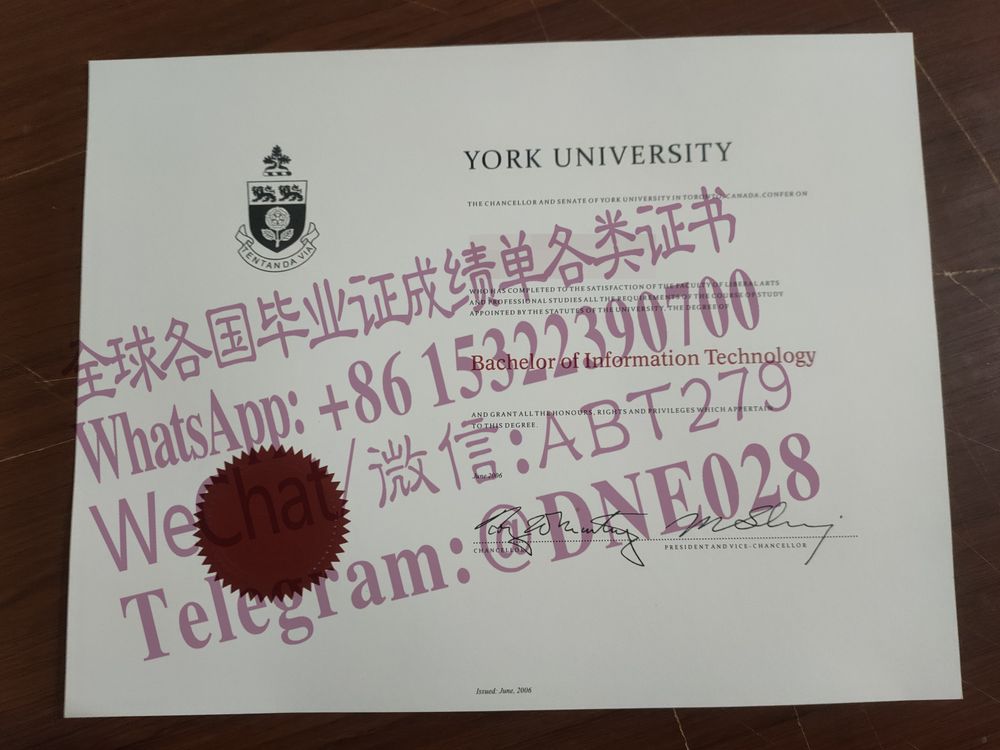 YORK UNIVERSITY
TENTANDA VIA
THE CHANCELLOR AND SENATE OF YORK UNIVERSITY IN TORONTO, CANADA, CONFER ON
WHO HAS COMPLETED TO THE SATISFACTION OF THE FACULTY OF LIBERAL ARTS
AND PROFESSIONAL STUDIES ALL THE REQUIREMENTS OF THE COURSE OF STUDY
APPOINTED BY THE STATUTES OF THE UNIVERSITY, THE DEGREE OF
Bachelor of Information Technology
AND GRANT ALL THE HONOURS, RIGHTS AND PRIVILEGES WHICH APPERTAIN
TO THIS DEGREE.
June 2006
CHANCELLOR
PRESIDENT AND VICE-CHANCELLOR
Issued: June, 2006
全球各国毕业证成绩单各类证书
WhatsApp: +86 15322390700
WeChat/微信:ABT279
Telegram:@DNE028